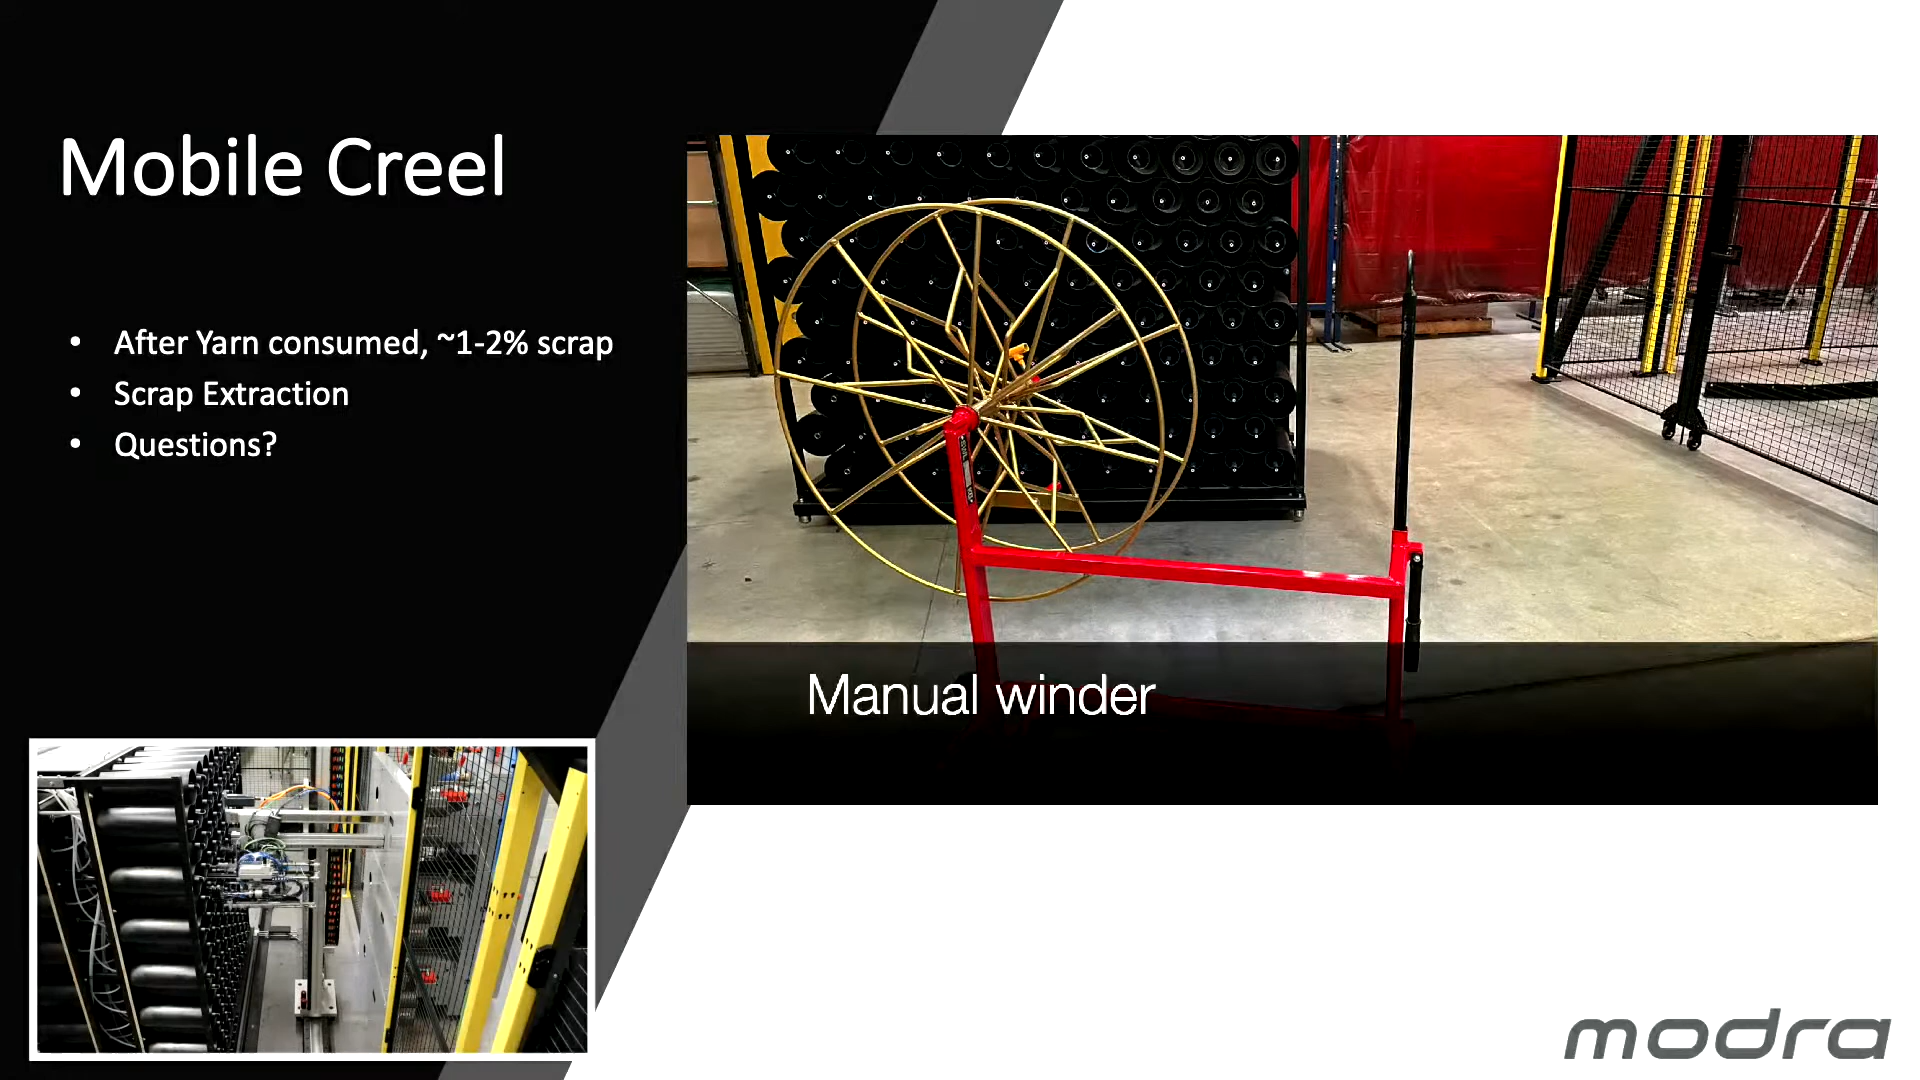 Mobile Creel
• After Yarn consumed, ~1-2% scrap
• Scrap Extraction
• Questions?
Manual winder
modra